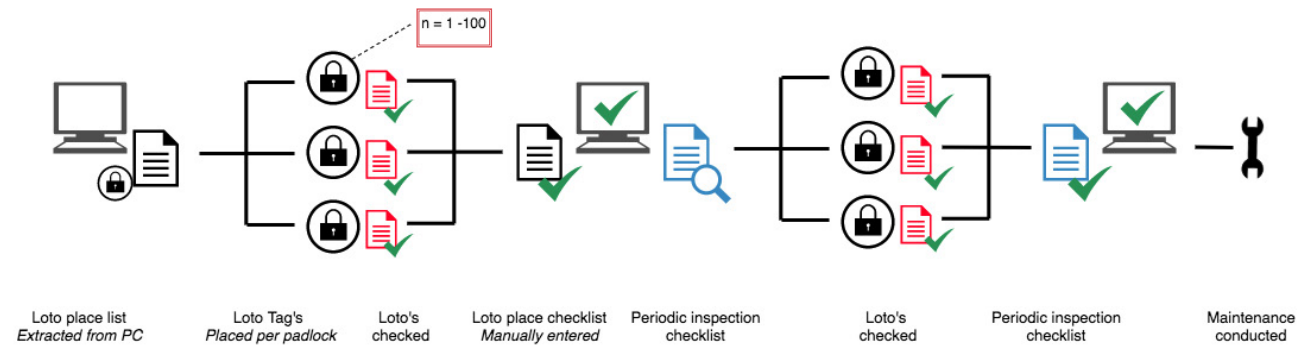 n = 1 -100
Loto place list
Extracted from PC
Loto Tag's
Placed per padlock
Loto's
checked
Loto place checklist
Manually entered
Periodic inspection
checklist
Loto's
checked
Periodic inspection
checklist
Maintenance
conducted